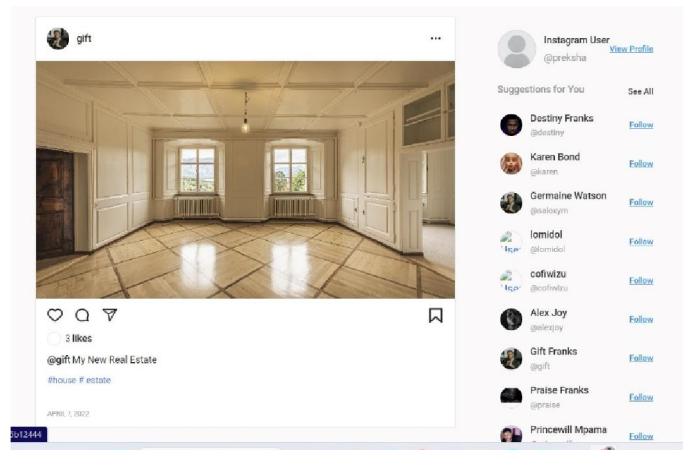 gift
...
3 likes
@gift My New Real Estate
#house # estate
APRIL 7, 2022
b12444
Instagram User
@preksha
View Profile
Suggestions for You
See All
Destiny Franks
@destiny
Follow
Karen Bond
@karen
Follow
Germaine Watson
Follow
lomidol
@lomidol
Follow
cofiwizu
@cofiwizu
Follow
Alex Joy
@alexjoy
Follow
Gift Franks
@gift
Follow
Praise Franks
@praise
Follow
Princewill Mpama
Follow